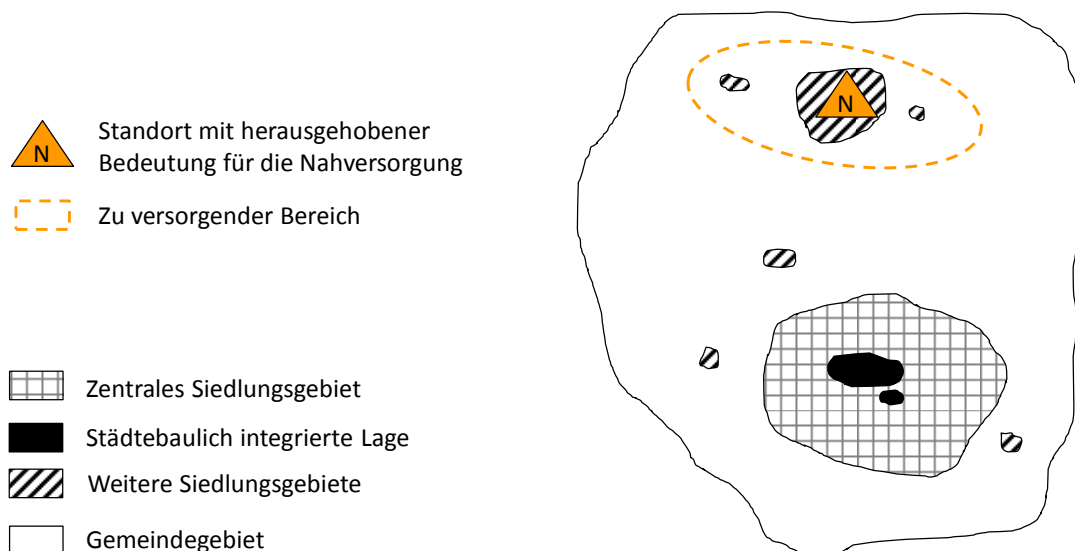 N
Standort mit herausgehobener
Bedeutung für die Nahversorgung
Zu versorgender Bereich
Zentrales Siedlungsgebiet
Städtebaulich integrierte Lage
Weitere Siedlungsgebiete
Gemeindegebiet
N